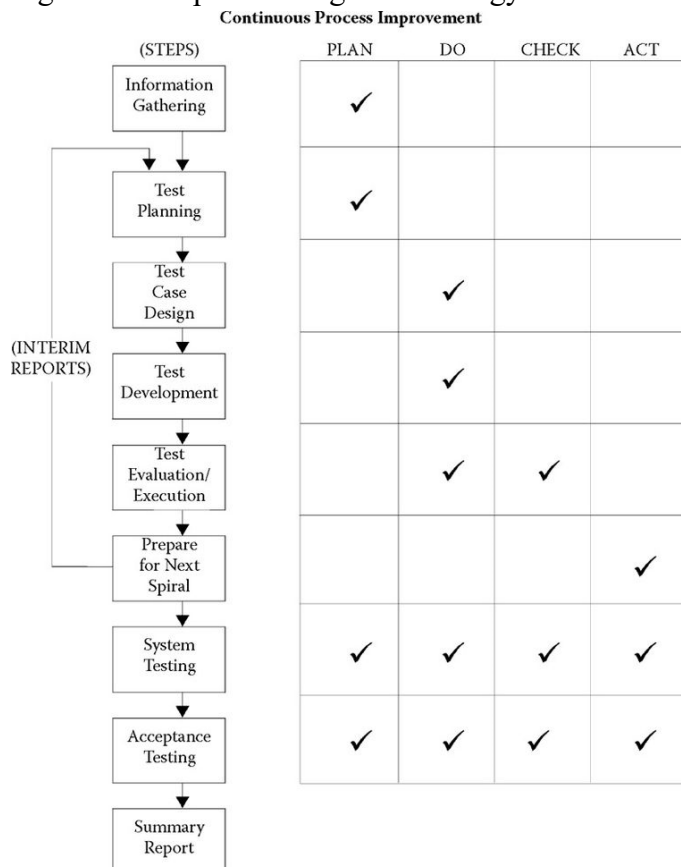 Continuous Process Improvement
(STEPS)
PLAN DO CHECK ACT
Information
Gathering
✓
Test
Planning
✓
Test
Case
Design
✓
(INTERIM
REPORTS)
Test
Development
✓
Test
Evaluation/
Execution
✓ ✓
Prepare
for Next
Spiral
✓
System
Testing
✓ ✓ ✓ ✓
Acceptance
Testing
✓ ✓ ✓ ✓
Summary
Report